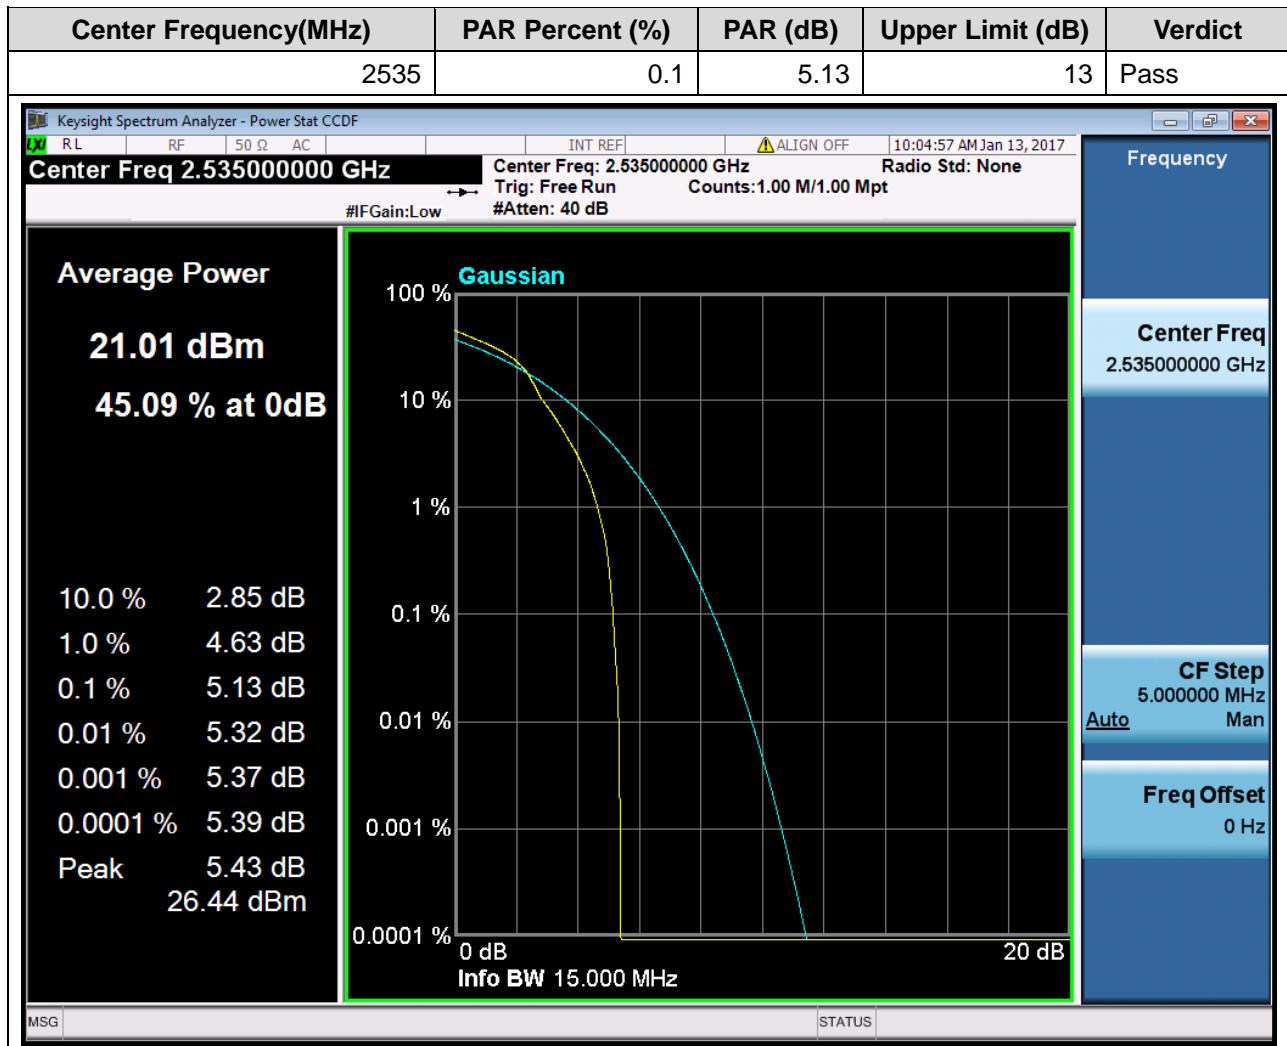 Center Frequency(MHz) PAR Percent (%) PAR (dB) Upper Limit (dB) Verdict
2535 0.1 5.13 13 Pass
Keysight Spectrum Analyzer - Power Stat CCDF
LXI RL RF 50 Ω AC INT REF ALIGN OFF 10:04:57 AM Jan 13, 2017
Center Freq 2.535000000 GHz
Center Freq: 2.535000000 GHz Radio Std: None
Trig: Free Run Counts:1.00 M/1.00 Mpt
#IFGain:Low #Atten: 40 dB
Average Power
21.01 dBm
45.09 % at 0dB
10.0 % 2.85 dB
1.0 % 4.63 dB
0.1 % 5.13 dB
0.01 % 5.32 dB
0.001 % 5.37 dB
0.0001 % 5.39 dB
Peak 5.43 dB
26.44 dBm
Gaussian
100 %
10 %
1 %
0.1 %
0.01 %
0.001 %
0.0001 %
0 dB 20 dB
Info BW 15.000 MHz
Frequency
Center Freq
2.535000000 GHz
CF Step
5.000000 MHz
Auto Man
Freq Offset
0 Hz
MSG STATUS